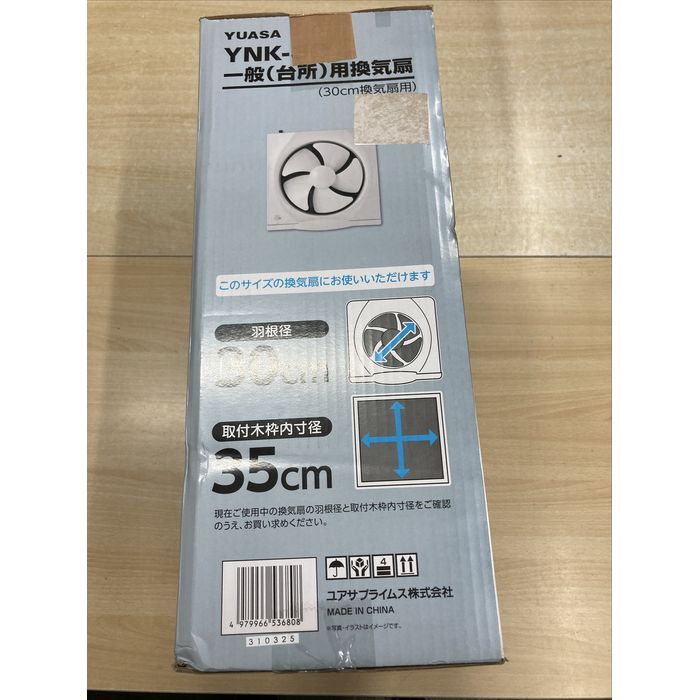 YUASA
YNK-
一般(台所)用換気扇
(30cm換気扇用)
このサイズの換気扇にお使いいただけます
羽根径
30cm
取付木枠内寸径
35cm
現在ご使用中の換気扇の羽根径と取付木枠内寸径をご確認
のうえ、お買い求めください。
4
ユアサプライムス株式会社
MADE IN CHINA
※写真・イラストはイメージです。
4 979966 536808
310325